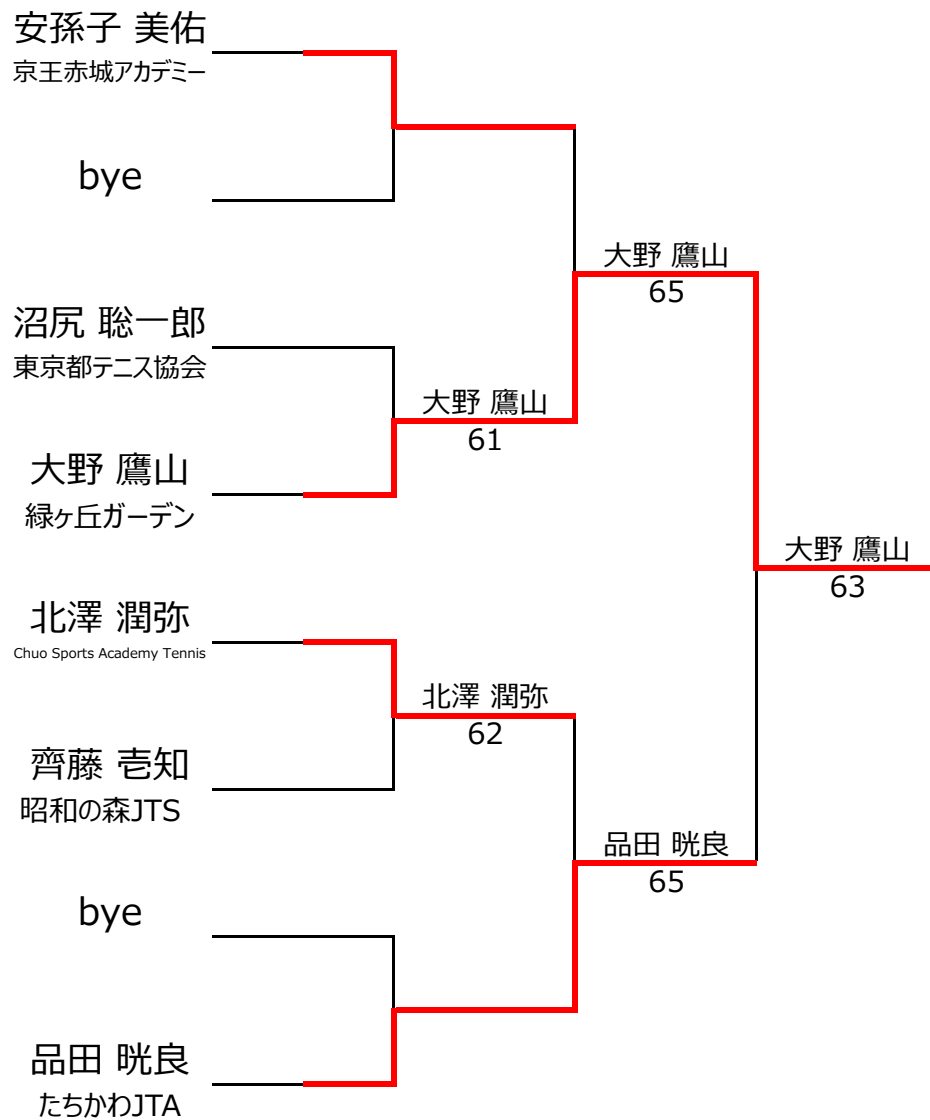 安孫子 美佑
京王赤城アカデミー
bye
沼尻 聡一郎
東京都テニス協会
大野 鷹山
緑ヶ丘ガーデン
北澤 潤弥
Chuo Sports Academy Tennis
齊藤 壱知
昭和の森JTS
bye
品田 晄良
たちかわJTA
大野 鷹山
61
北澤 潤弥
62
大野 鷹山
65
品田 晄良
65
大野 鷹山
63